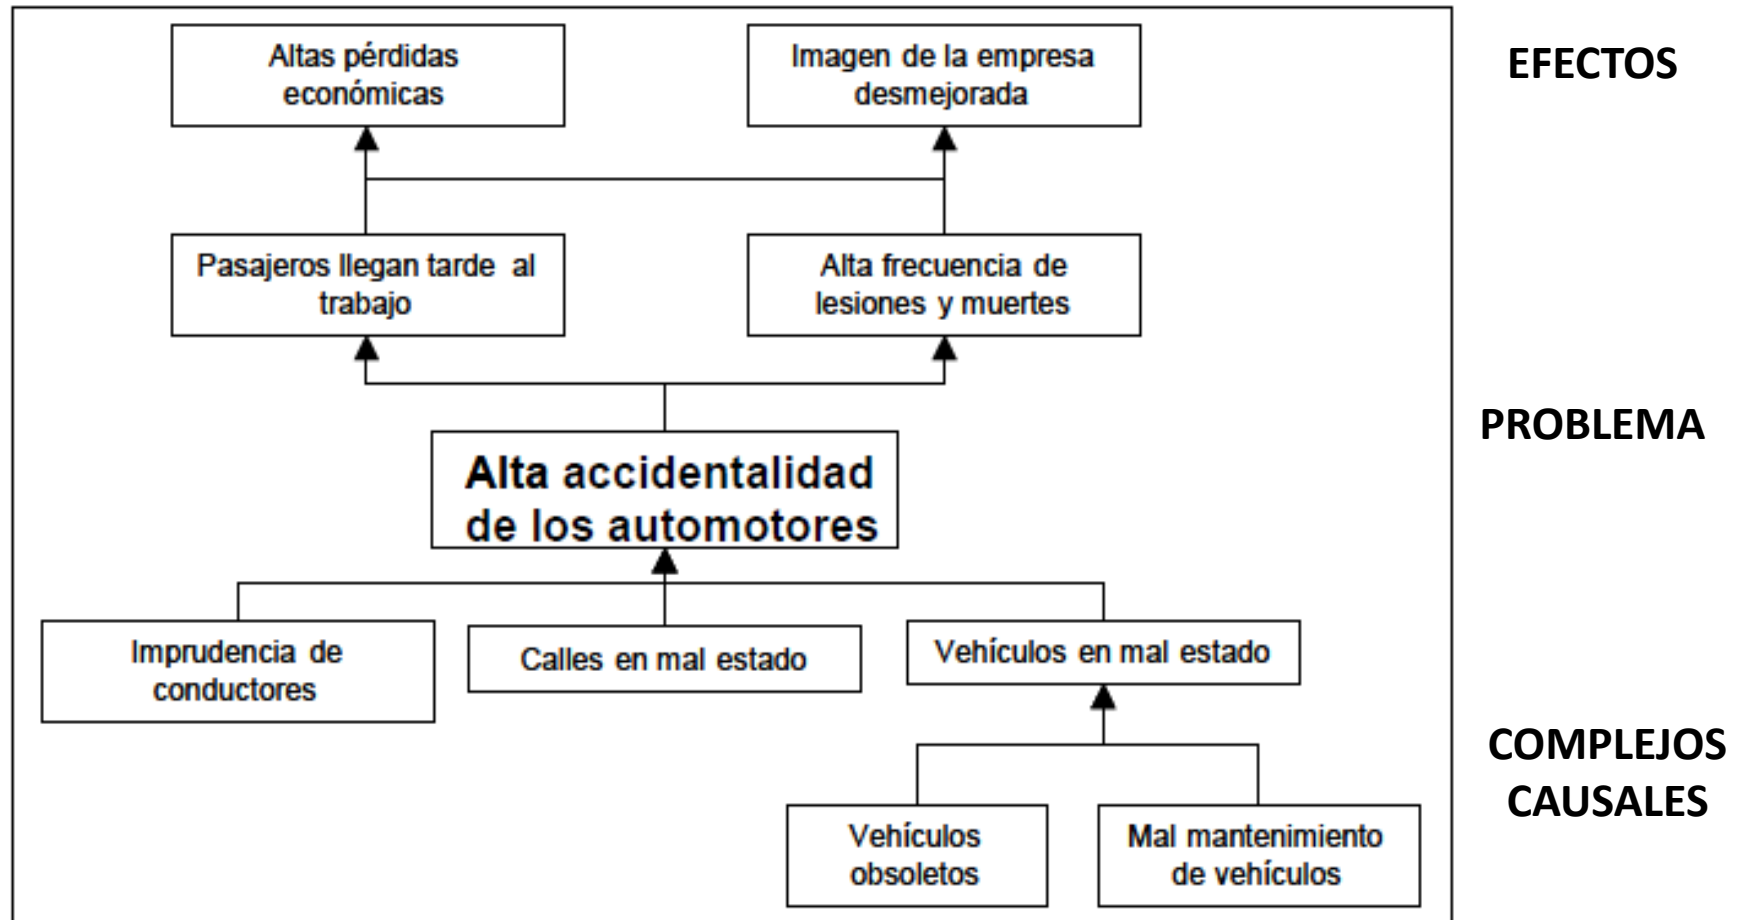 Altas pérdidas
económicas
Imagen de la empresa
desmejorada
EFECTOS
Pasajeros llegan tarde al
trabajo
Alta frecuencia de
lesiones y muertes
PROBLEMA
Alta accidentalidad
de los automotores
Imprudencia de
conductores
Calles en mal estado
Vehículos en mal estado
COMPLEJOS
CAUSALES
Vehículos
obsoletos
Mal mantenimiento
de vehículos